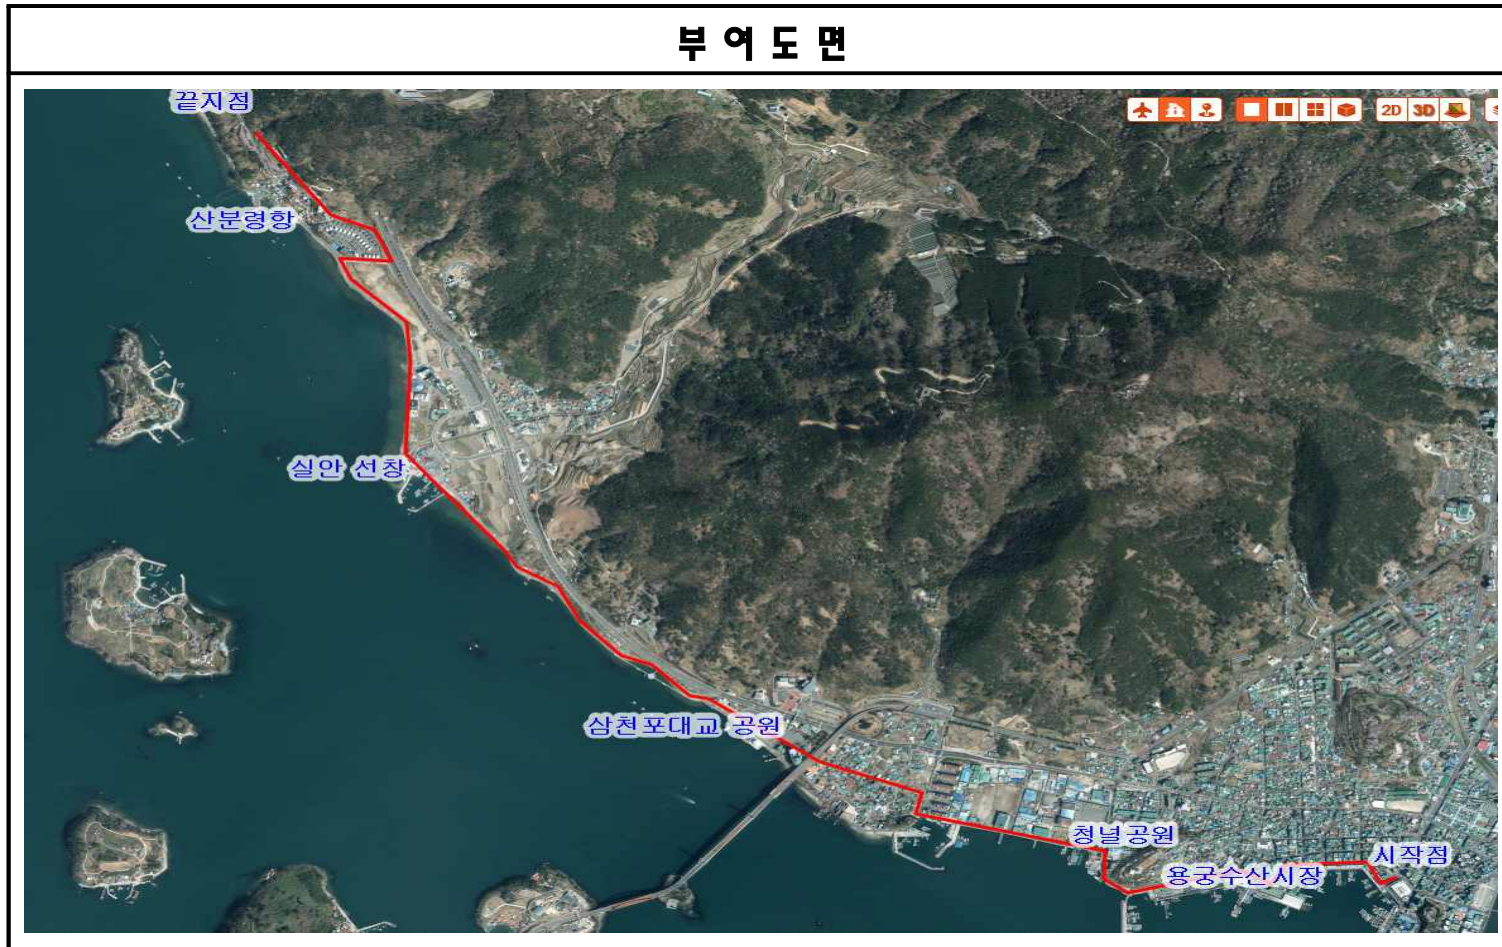 부여도면
끝지점
2D 3D
산분령항
실안 선창
삼천포대교 공원
청널공원
시작점
용궁수산시장